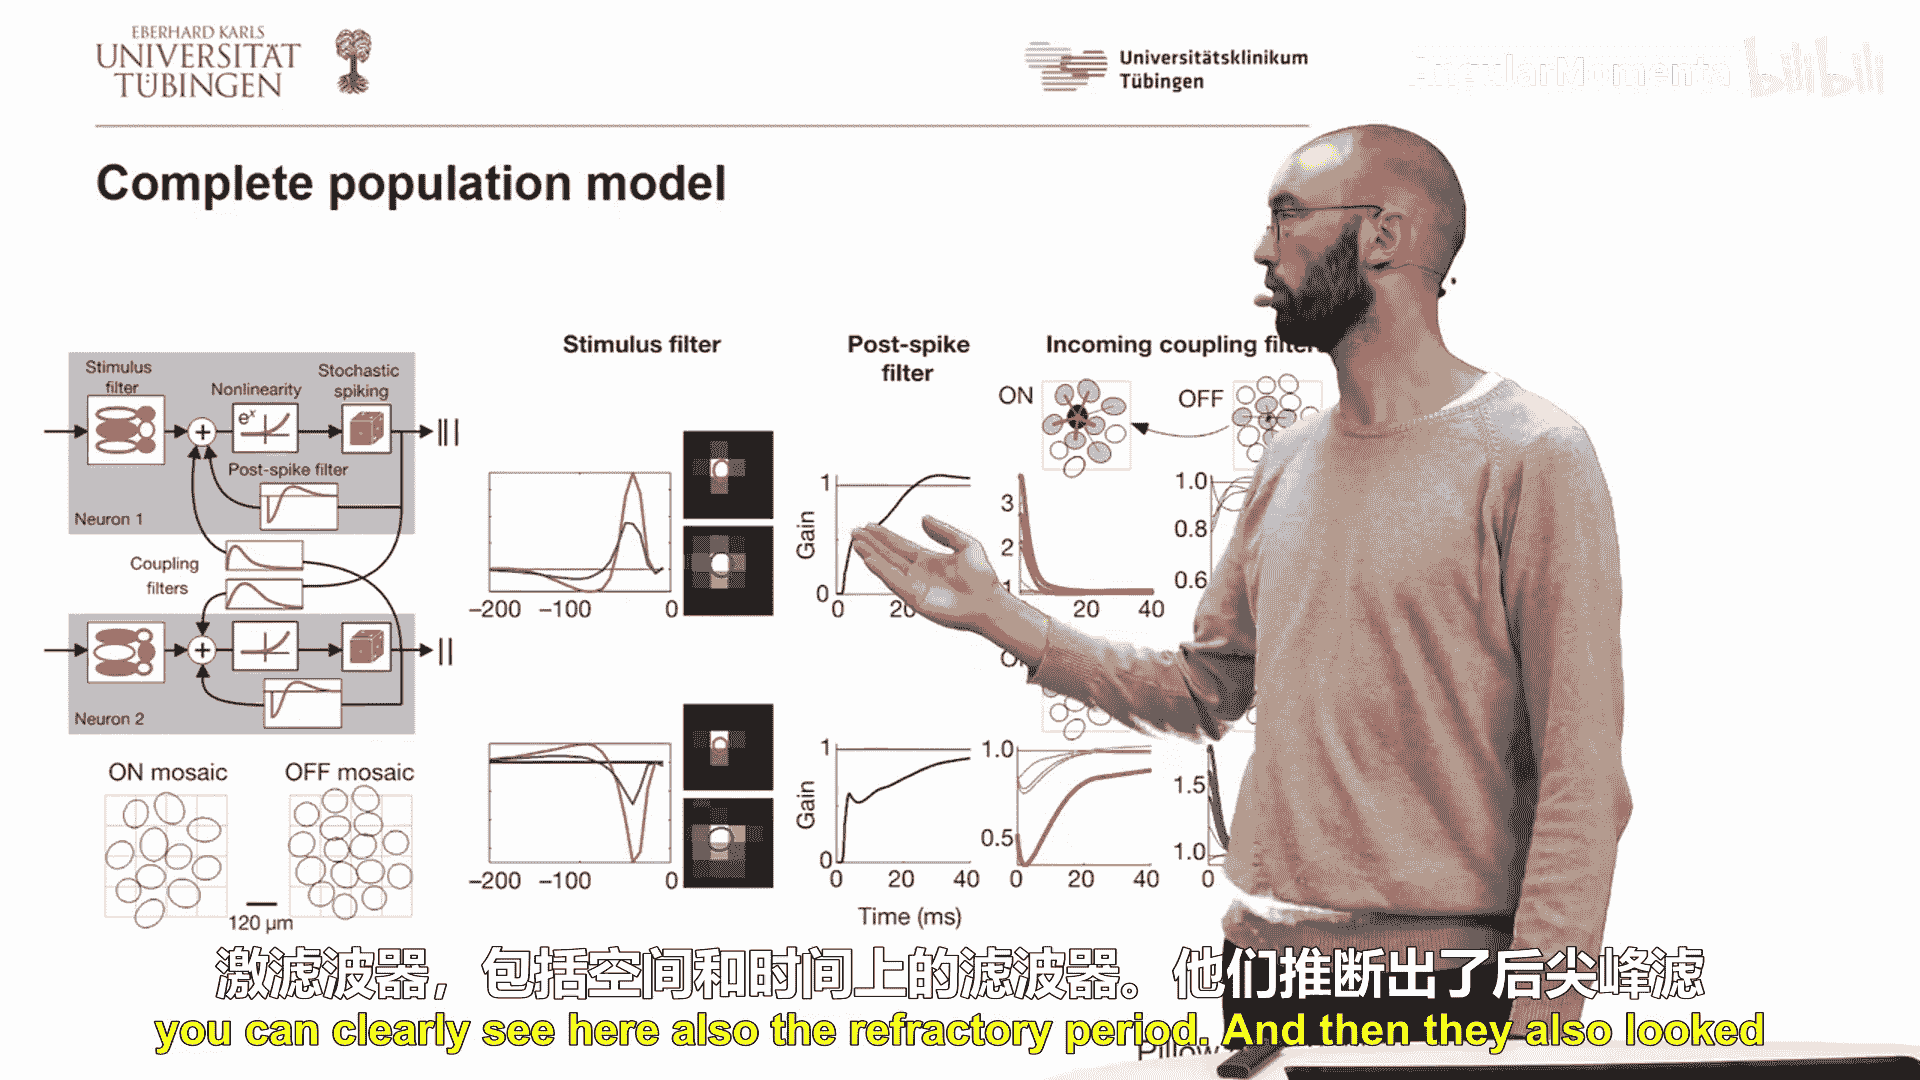 EBERHARD KARLS
UNIVERSITÄT
TÜBINGEN
Universitätsklinikum
Tübingen
AngularMomenta
bilibili
Complete population model
Stimulus
filter
Nonlinearity
Stochastic
spiking
eˣ
Post-spike filter
Neuron 1
Coupling
filters
Neuron 2
ON mosaic
OFF mosaic
120 µm
Stimulus filter
−200 −100 0
−200 −100 0
Post-spike
filter
Gain
1
0
0 20
Gain
1
0
0 20 40
Time (ms)
Incoming coupling
ON
OFF
3
2
1
20 40
1.0
0.8
0.6
1.0
0.5
0 20 40
1.5
1.0
0
激滤波器，包括空间和时间上的滤波器。他们推断出了后尖峰滤
you can clearly see here also the refractory period. And then they also looked